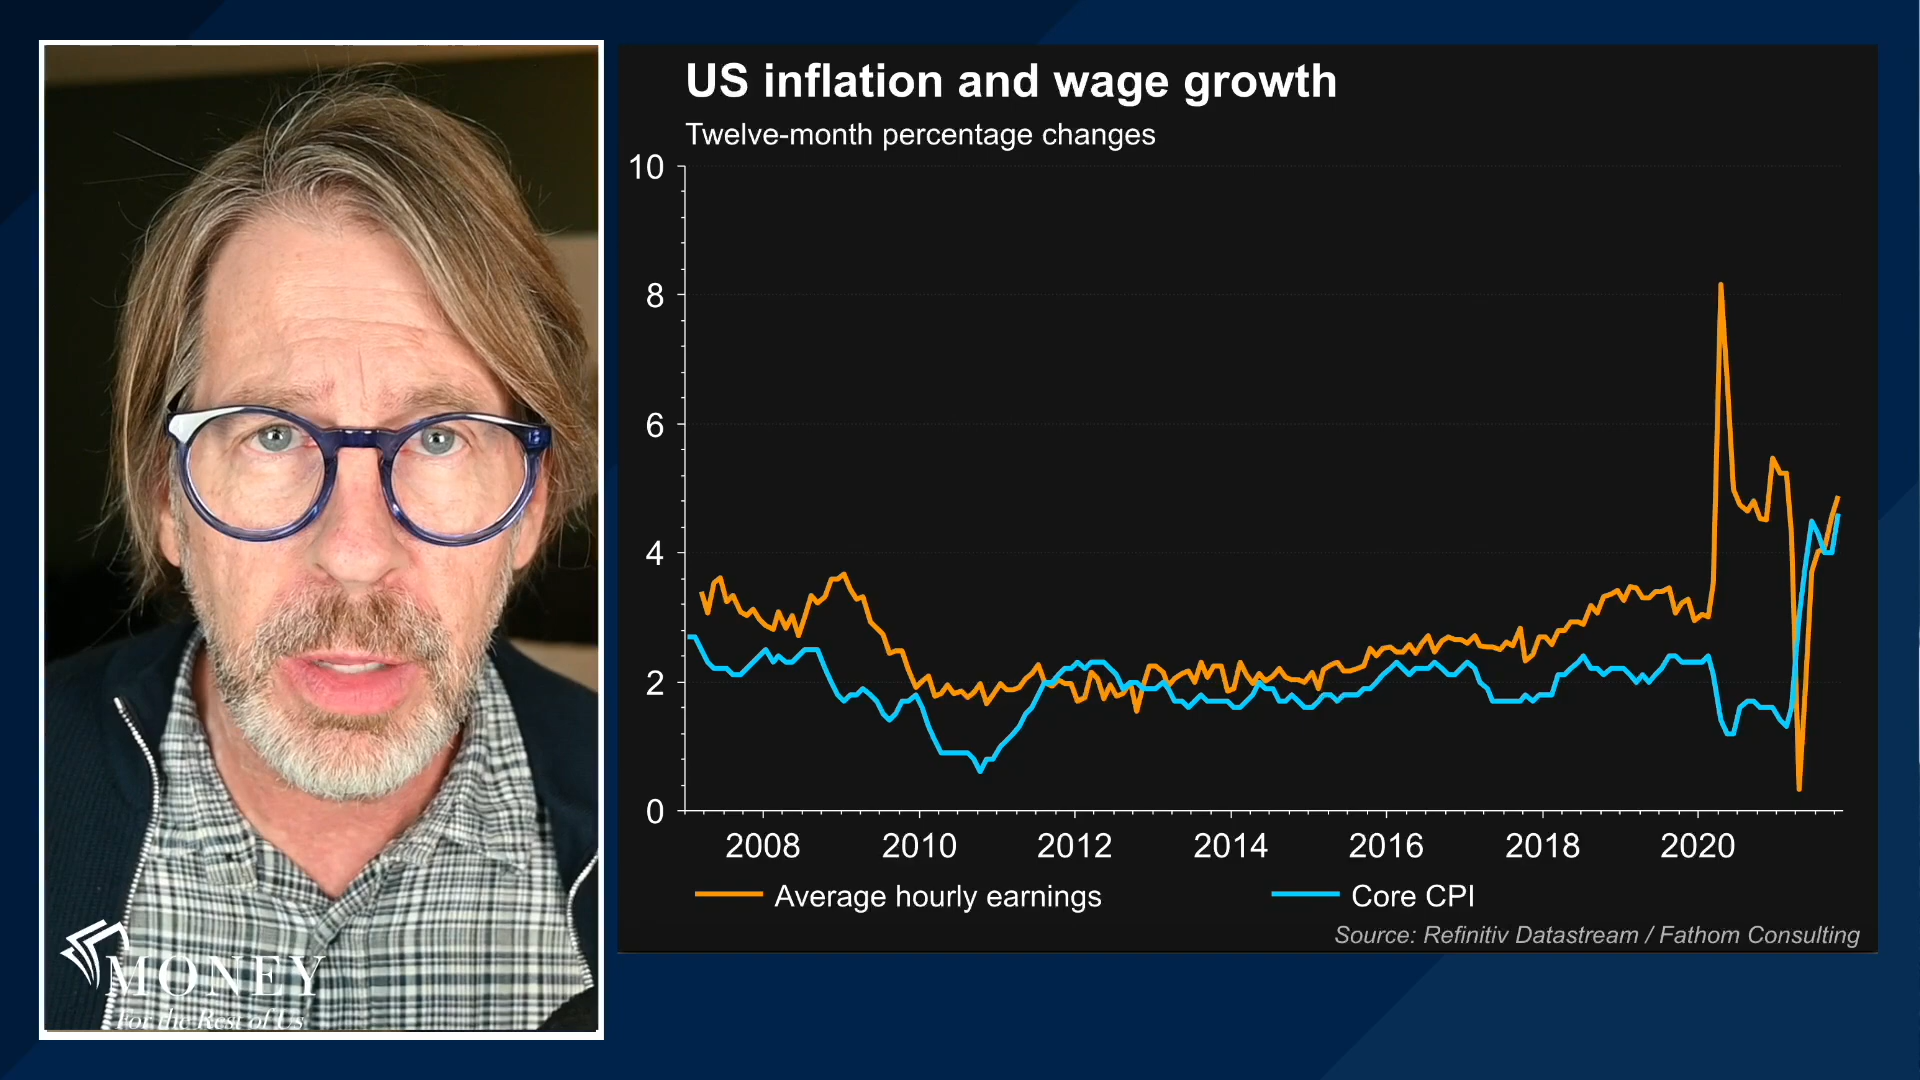 US inflation and wage growth
Twelve-month percentage changes
10
8
6
4
2
0
2008 2010 2012 2014 2016 2018 2020
Average hourly earnings Core CPI
Source: Refinitiv Datastream / Fathom Consulting
MONEY
For the Rest of Us